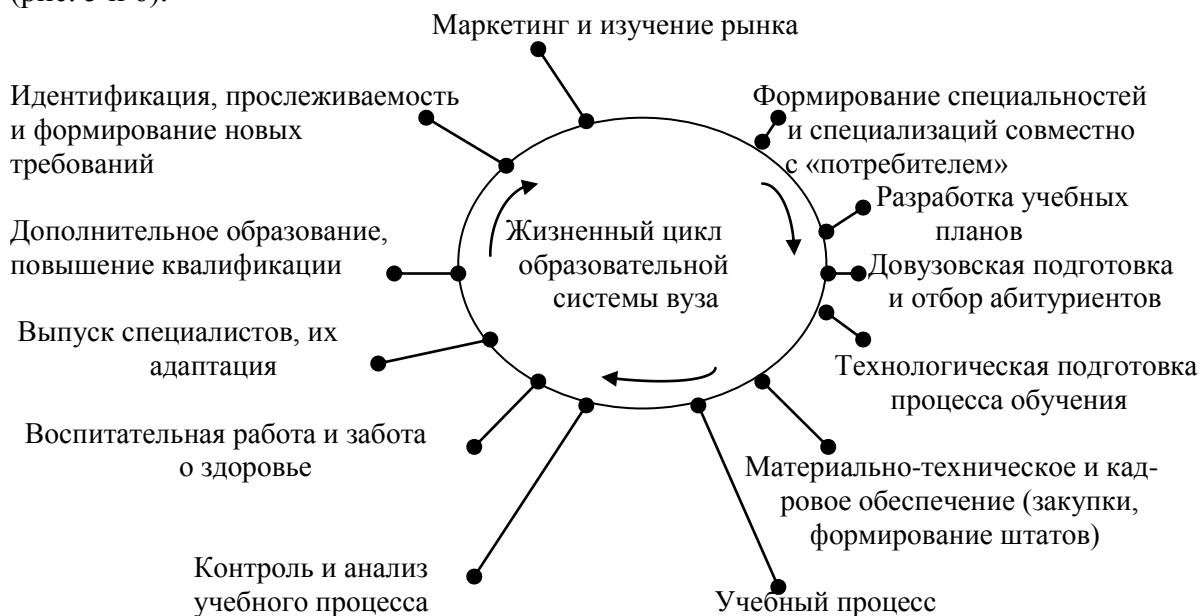 (рис. 5 и 6).
Маркетинг и изучение рынка
Формирование специальностей
и специализаций совместно
с «потребителем»
Разработка учебных
планов
Довузовская подготовка
и отбор абитуриентов
Технологическая подготовка
процесса обучения
Материально-техническое и кад-
ровое обеспечение (закупки,
формирование штатов)
Учебный процесс
Контроль и анализ
учебного процесса
Воспитательная работа и забота
о здоровье
Выпуск специалистов, их
адаптация
Дополнительное образование,
повышение квалификации
Идентификация, прослеживаемость
и формирование новых
требований
Жизненный цикл
образовательной
системы вуза